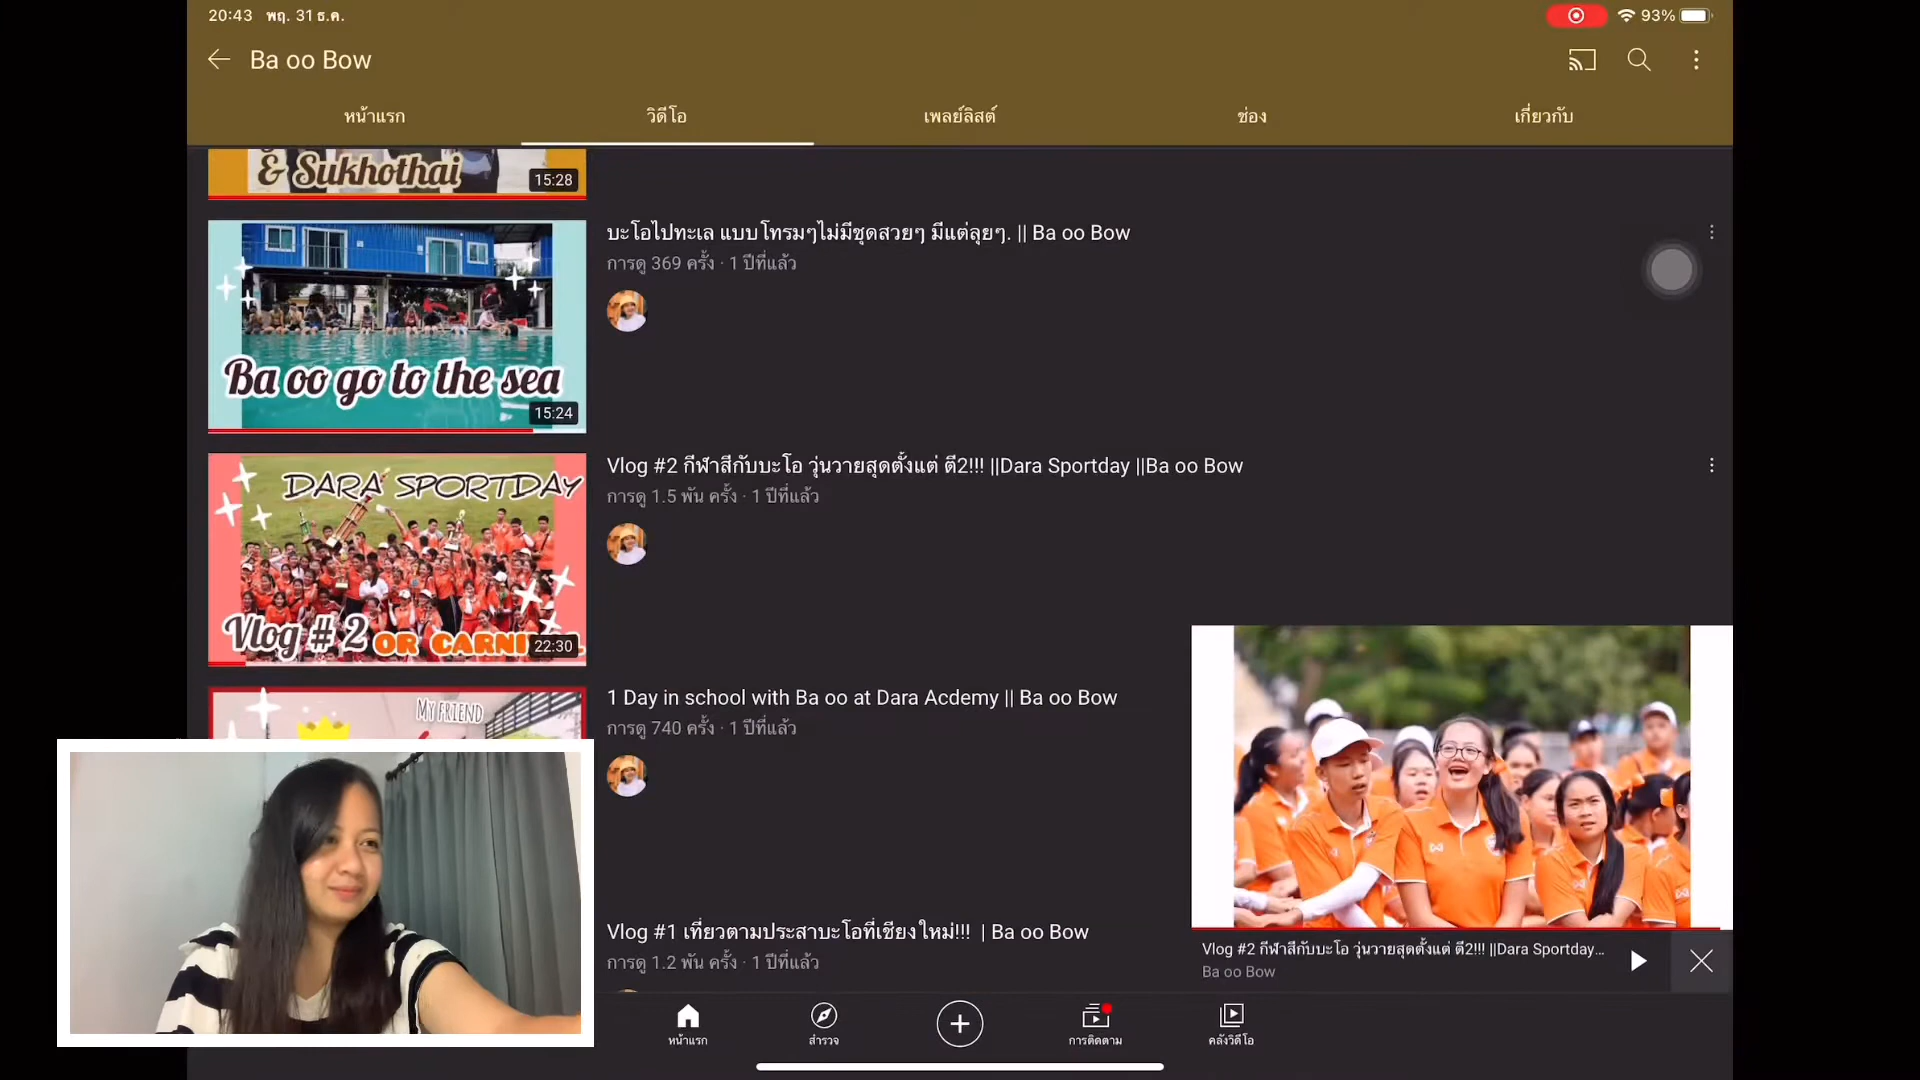 20:43 พฤ. 31 ธ.ค.
93%
Ba oo Bow
หน้าแรก
วิดีโอ
เพลย์ลิสต์
ช่อง
เกี่ยวกับ
& Sukhothai
15:28
บะโอไปทะเล แบบโทรมๆไม่มีชุดสวยๆ มีแต่ลุยๆ. || Ba oo Bow
การดู 369 ครั้ง · 1 ปีที่แล้ว
Ba oo go to the sea
15:24
Vlog #2 กีฬาสีกับบะโอ วุ่นวายสุดตั้งแต่ ตี2!!! ||Dara Sportday ||Ba oo Bow
การดู 1.5 พัน ครั้ง · 1 ปีที่แล้ว
DARA SPORTDAY
Vlog # 2 OR
22:30
1 Day in school with Ba oo at Dara Acdemy || Ba oo Bow
การดู 740 ครั้ง · 1 ปีที่แล้ว
MY FRIEND
Vlog #1 เที่ยวตามประสาบะโอที่เชียงใหม่!!! | Ba oo Bow
การดู 1.2 พัน ครั้ง · 1 ปีที่แล้ว
Vlog #2 กีฬาสีกับบะโอ วุ่นวายสุดตั้งแต่ ตี2!!! ||Dara Sportday...
Ba oo Bow
หน้าแรก
สำรวจ
การติดตาม
คลังวิดีโอ